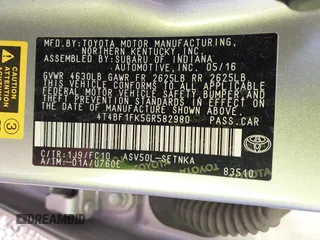 MFD. BY: TOYOTA MOTOR MANUFACTURING,
NORTHERN KENTUCKY INC.
ASSEMBLED BY: SUBARU OF INDIANA
AUTOMOTIVE, INC. 05/16
GVWR 4630LB GAWR FR 2625LB RR 2625LB
THIS VEHICLE CONFORMS TO ALL APPLICABLE
FEDERAL MOTOR VEHICLE SAFETY, BUMPER, AND
THEFT PREVENTION STANDARDS IN EFFECT ON
THE DATE OF MANUFACTURE SHOWN ABOVE.
4T4BF1FK5GR582980 PASS.CAR
C/TR: 1J9/FC10 ASV50L-SETNKA
A/TM: -01A/U760E
TOYOTA
83510
DREAMBID